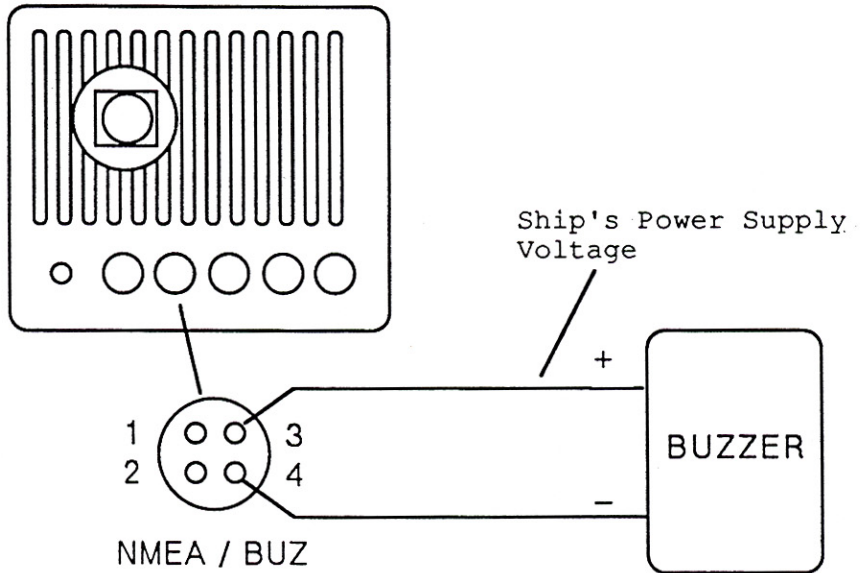 Ship's Power Supply
Voltage
+
1 3
BUZZER
2 4
–
NMEA / BUZ